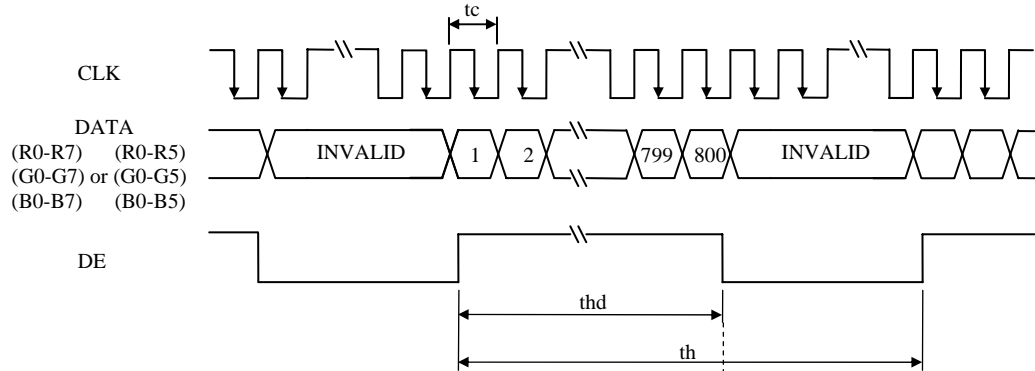 tc
CLK
DATA
(R0-R7) (R0-R5)
(G0-G7) or (G0-G5)
(B0-B7) (B0-B5)
INVALID 1 2 799 800 INVALID
DE
thd
th